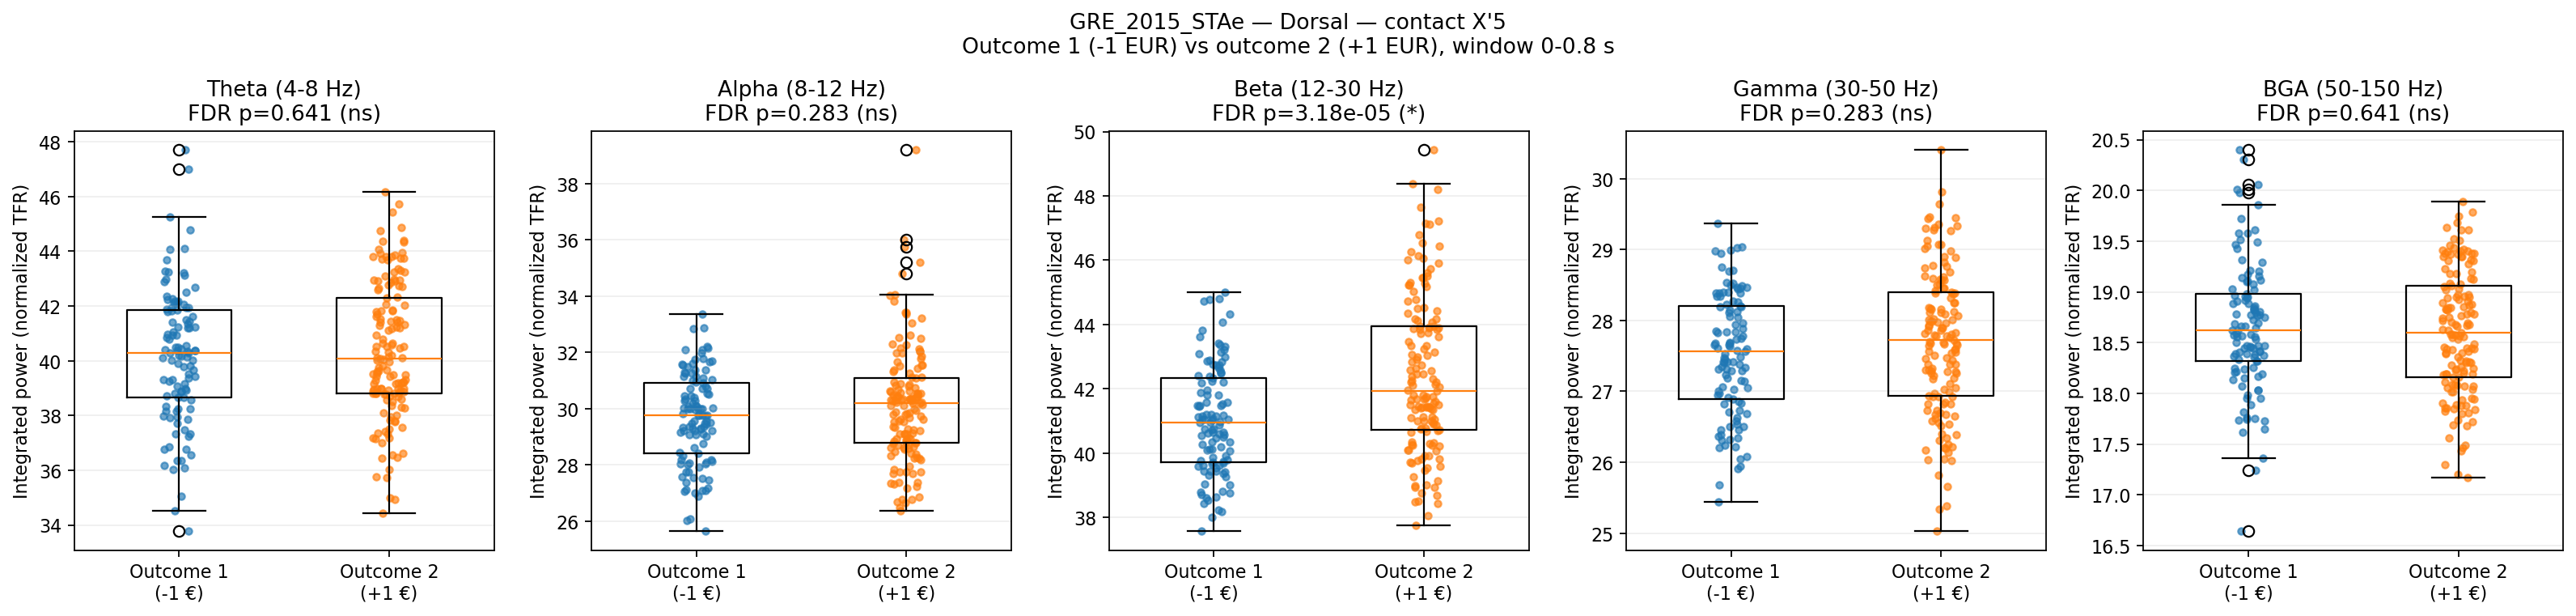 GRE_2015_STAe — Dorsal — contact X'5
Outcome 1 (-1 EUR) vs outcome 2 (+1 EUR), window 0-0.8 s
Theta (4-8 Hz)
FDR p=0.641 (ns)
Integrated power (normalized TFR)
48
46
44
42
40
38
36
34
Outcome 1
(-1 €)
Outcome 2
(+1 €)
Alpha (8-12 Hz)
FDR p=0.283 (ns)
Integrated power (normalized TFR)
38
36
34
32
30
28
26
Outcome 1
(-1 €)
Outcome 2
(+1 €)
Beta (12-30 Hz)
FDR p=3.18e-05 (*)
Integrated power (normalized TFR)
50
48
46
44
42
40
38
Outcome 1
(-1 €)
Outcome 2
(+1 €)
Gamma (30-50 Hz)
FDR p=0.283 (ns)
Integrated power (normalized TFR)
30
29
28
27
26
25
Outcome 1
(-1 €)
Outcome 2
(+1 €)
BGA (50-150 Hz)
FDR p=0.641 (ns)
Integrated power (normalized TFR)
20.5
20.0
19.5
19.0
18.5
18.0
17.5
17.0
16.5
Outcome 1
(-1 €)
Outcome 2
(+1 €)